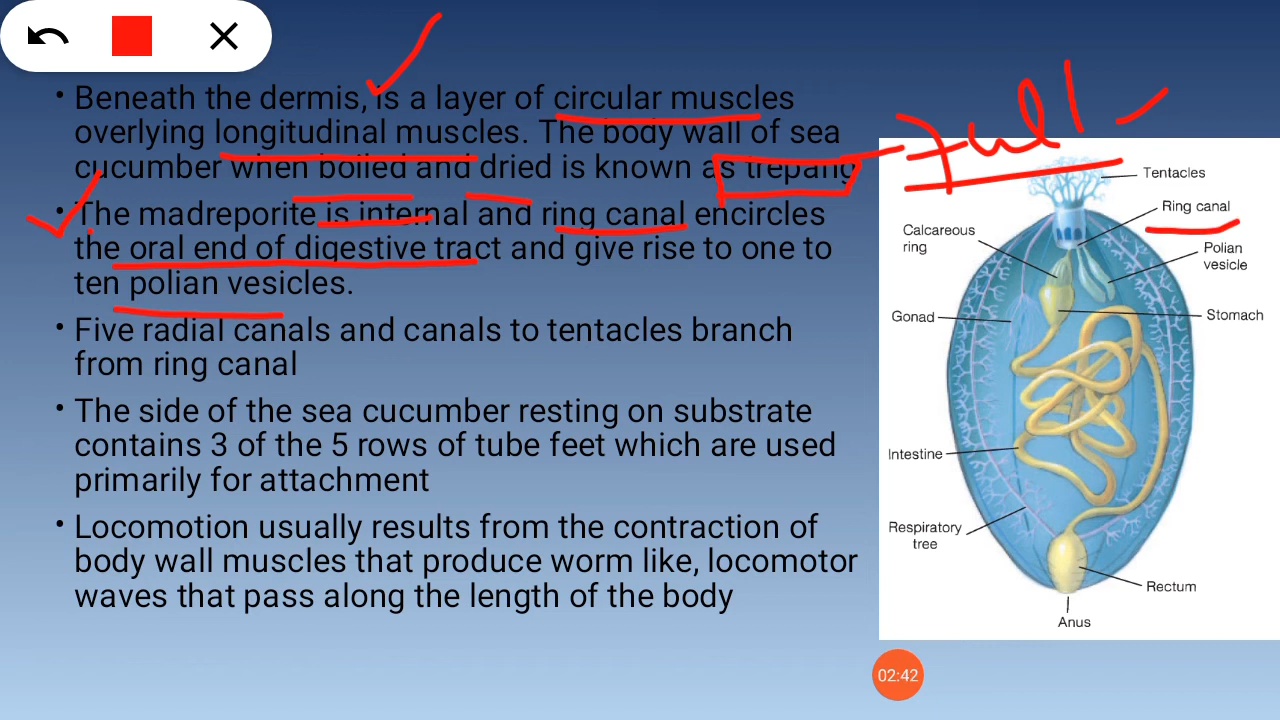 • Beneath the dermis, is a layer of circular muscles
overlying longitudinal muscles. The body wall of sea
cucumber when boiled and dried is known as trepang
• The madreporite is internal and ring canal encircles
the oral end of digestive tract and give rise to one to
ten polian vesicles.
• Five radial canals and canals to tentacles branch
from ring canal
• The side of the sea cucumber resting on substrate
contains 3 of the 5 rows of tube feet which are used
primarily for attachment
• Locomotion usually results from the contraction of
body wall muscles that produce worm like, locomotor
waves that pass along the length of the body
Tentacles
Ring canal
Calcareous
ring
Polian
vesicle
Gonad
Stomach
Intestine
Respiratory
tree
Rectum
Anus
02:42